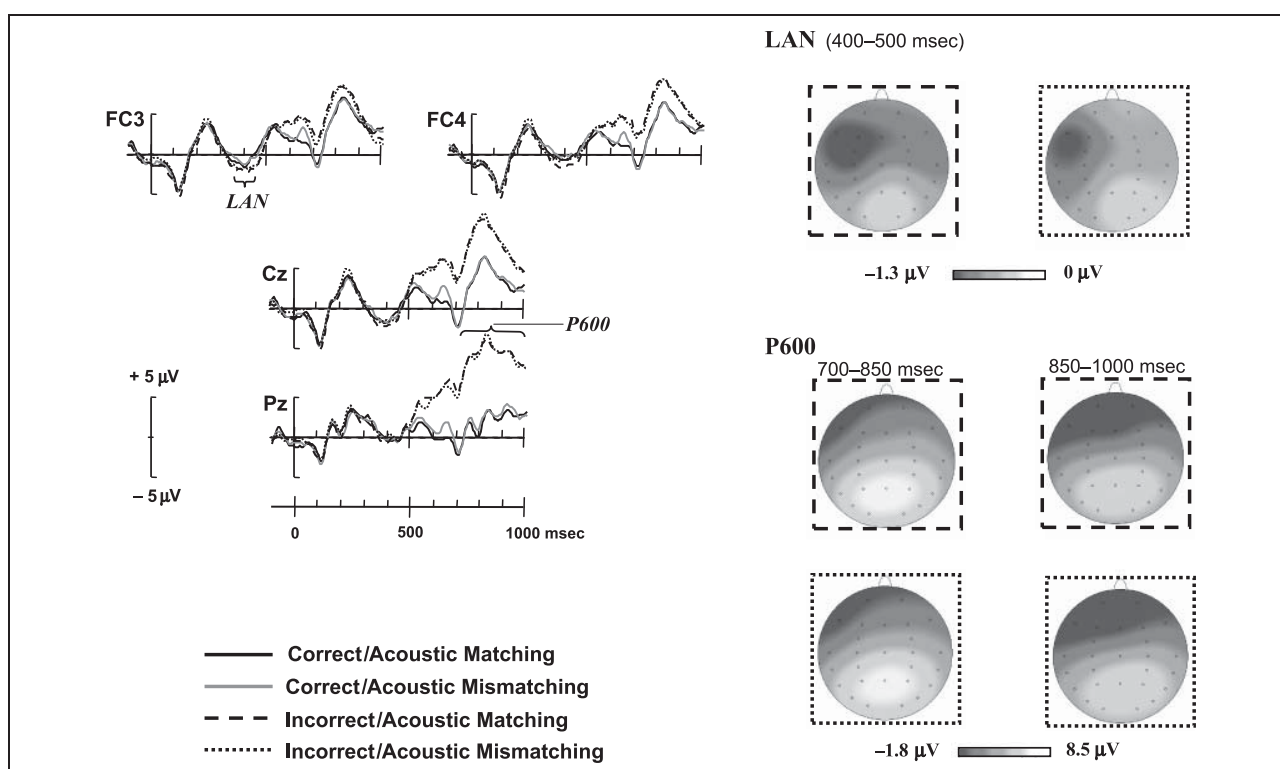 FC3
LAN
FC4
Cz
P600
+ 5 μV
Pz
– 5 μV
0 500 1000 msec
Correct/Acoustic Matching
Correct/Acoustic Mismatching
Incorrect/Acoustic Matching
Incorrect/Acoustic Mismatching
LAN (400–500 msec)
–1.3 μV 0 μV
P600
700–850 msec 850–1000 msec
–1.8 μV 8.5 μV